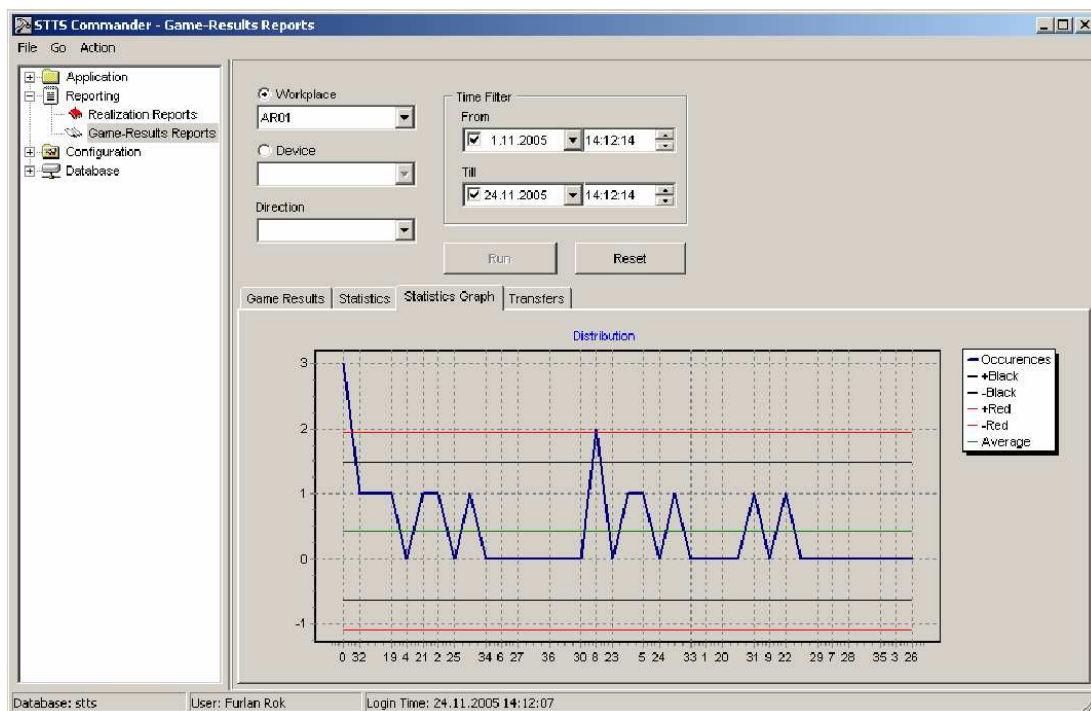 STTS Commander - Game-Results Reports
File Go Action
Application
Reporting
Realization Reports
Game-Results Reports
Configuration
Database
Workplace
AR01
Device
Direction
Time Filter
From
1.11.2005 14:12:14
Till
24.11.2005 14:12:14
Run Reset
Game Results Statistics Statistics Graph Transfers
Distribution
3
2
1
0
-1
0 32 19 4 21 2 25 34 6 27 36 30 8 23 5 24 33 1 20 31 9 22 29 7 28 35 3 26
Occurences
+Black
-Black
+Red
-Red
Average
Database: stts User: Furlan Rok Login Time: 24.11.2005 14:12:07